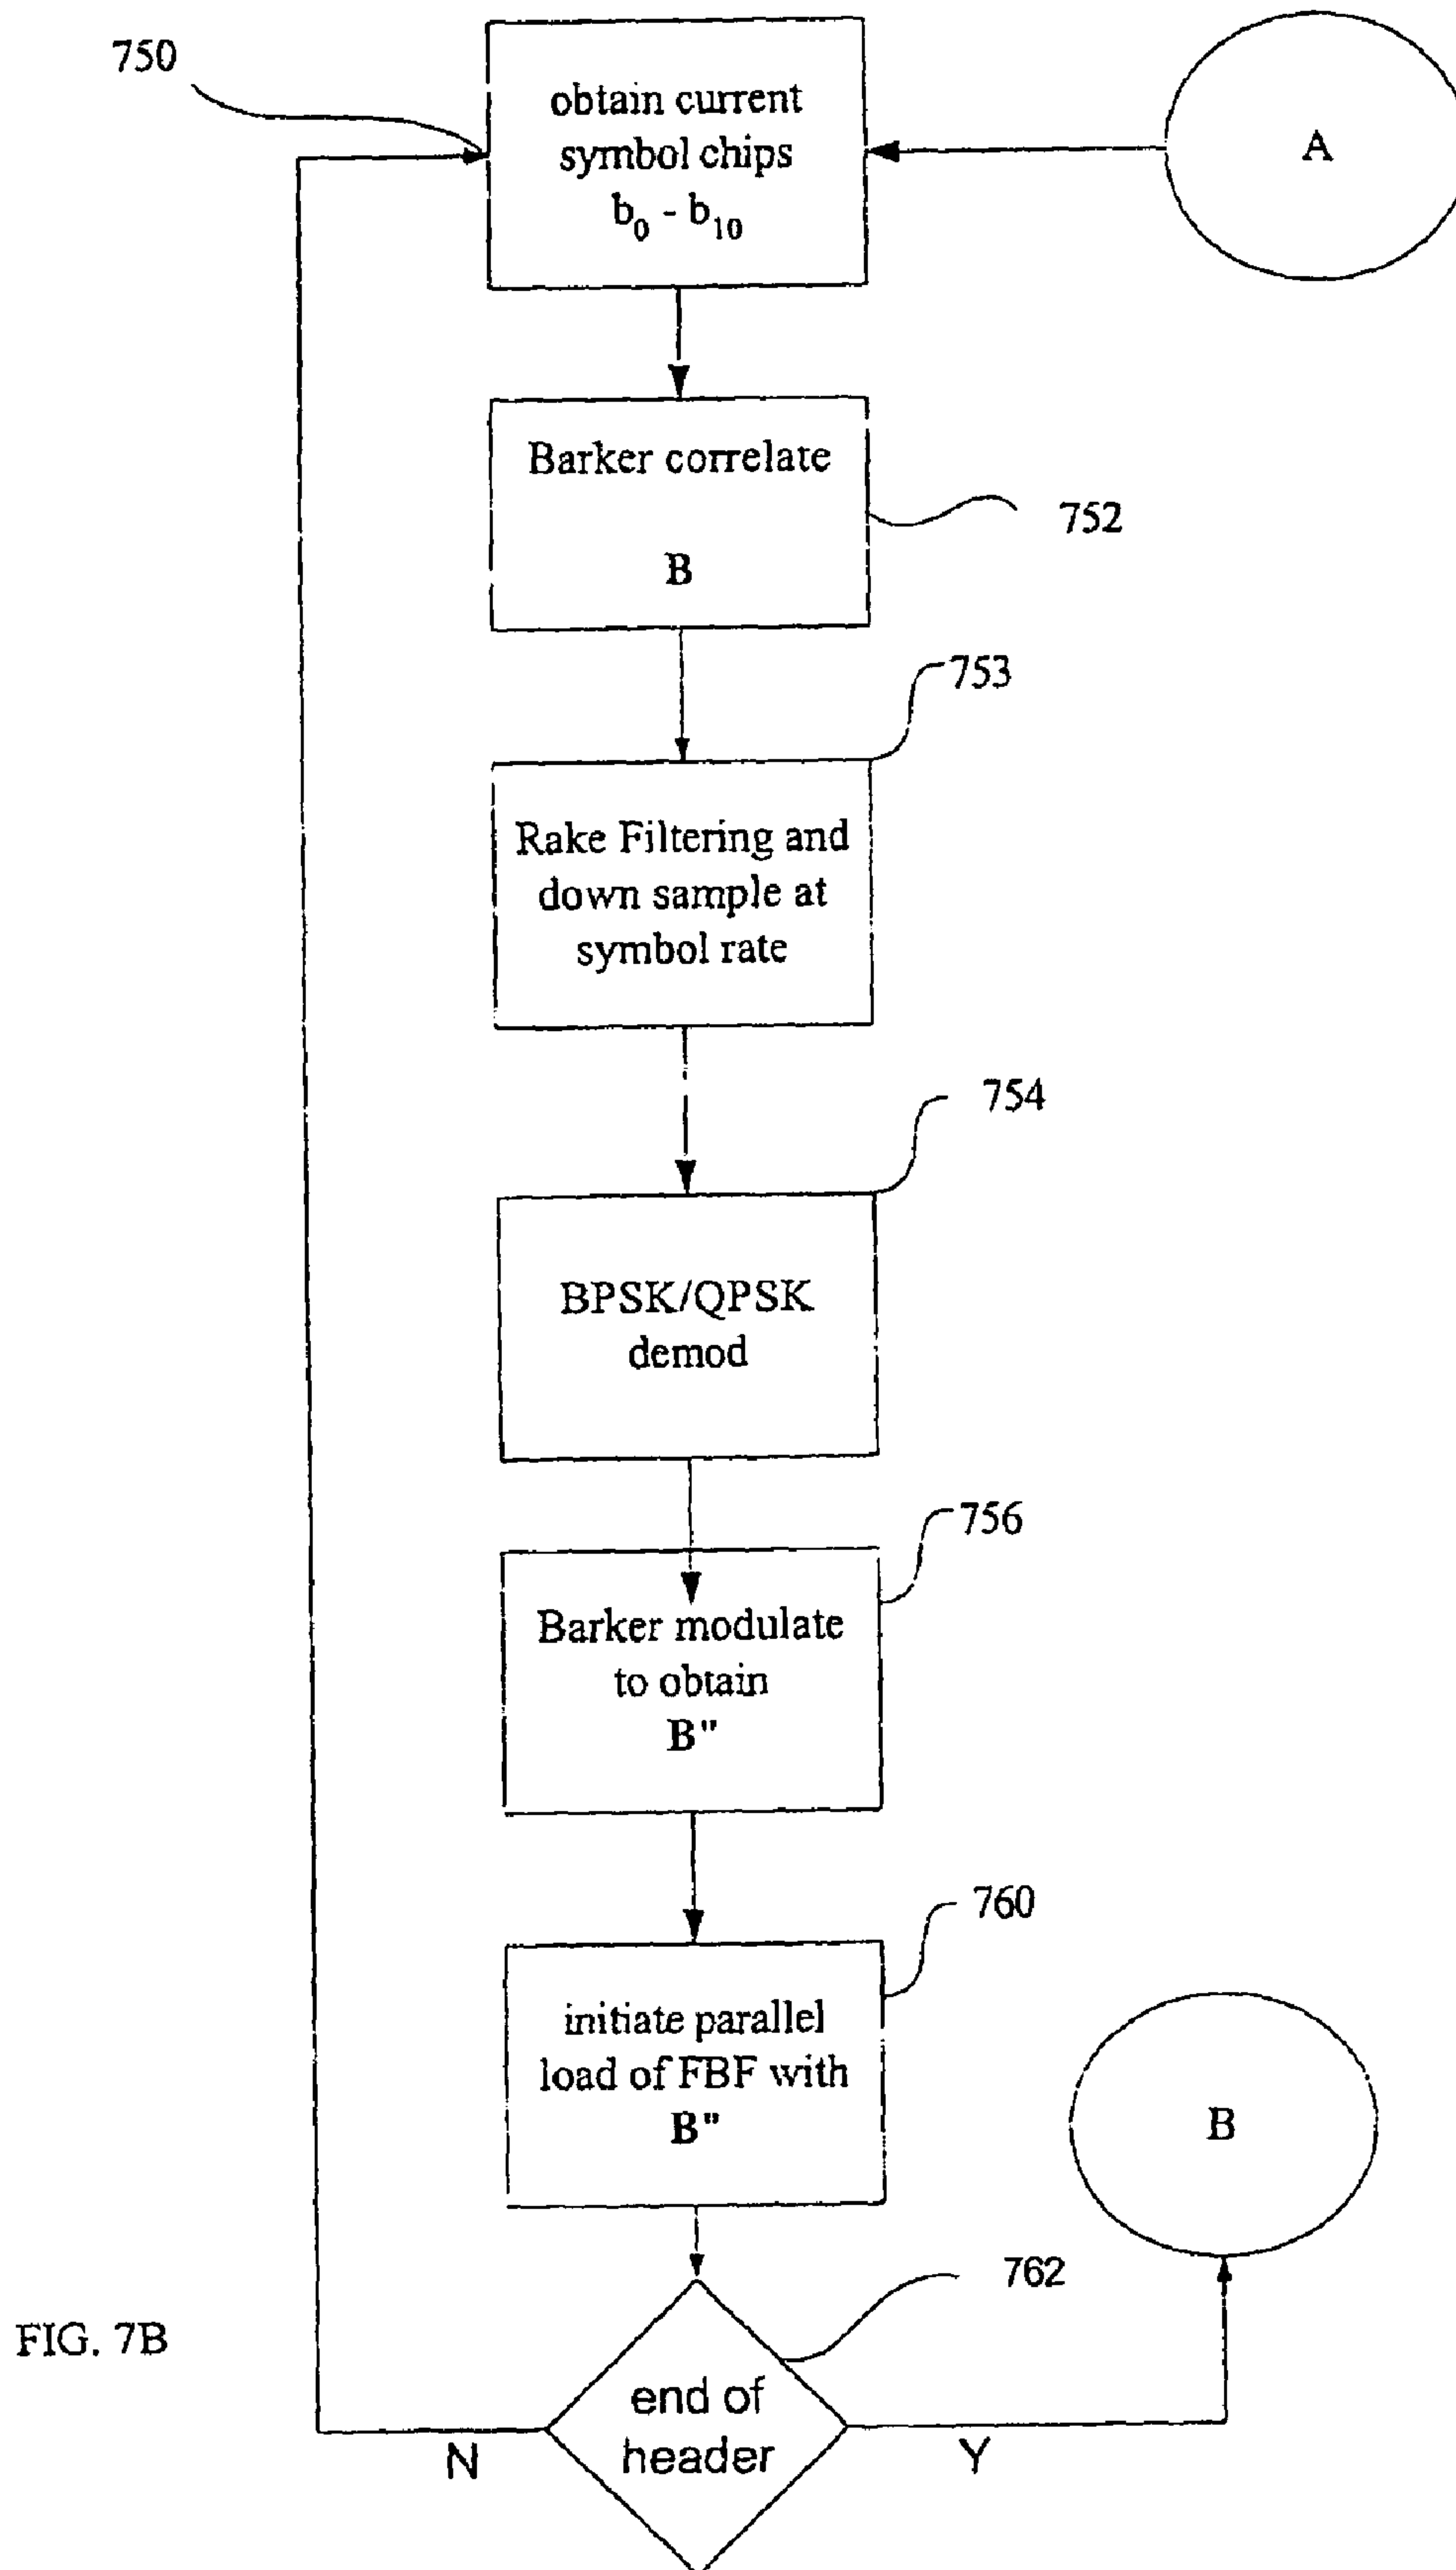 750
obtain current
symbol chips
b₀ - b₁₀
A
Barker correlate
B
752
753
Rake Filtering and
down sample at
symbol rate
754
BPSK/QPSK
demod
756
Barker modulate
to obtain
B"
760
initiate parallel
load of FBF with
B"
B
762
end of
header
N
Y
FIG. 7B